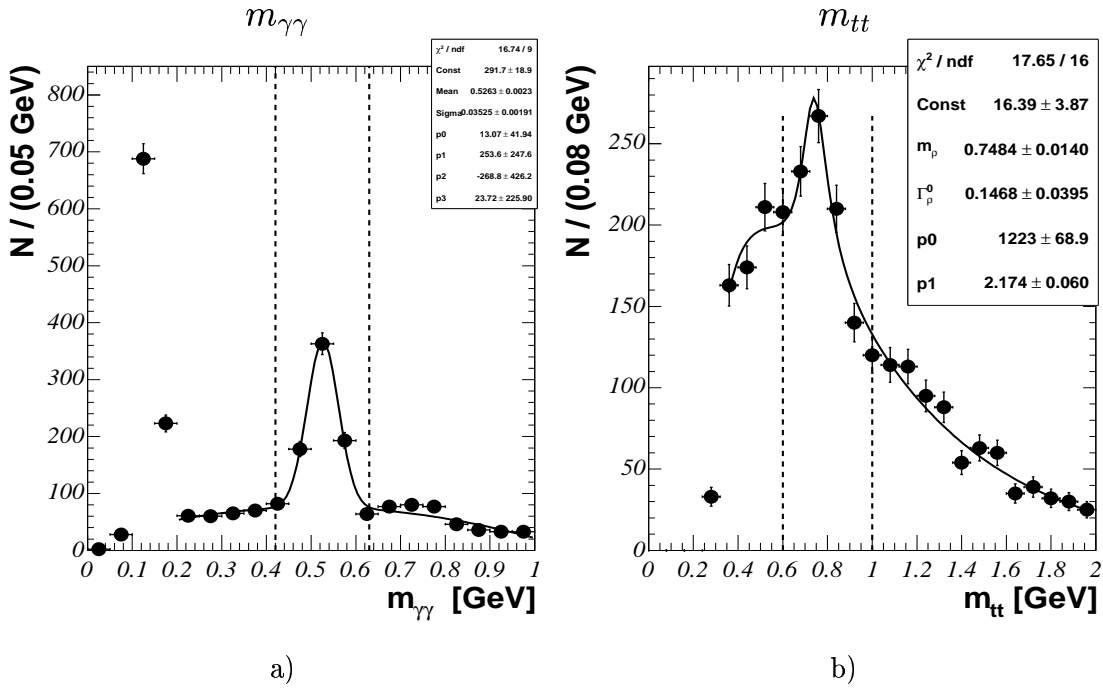 mγγ
N / (0.05 GeV)
800
700
600
500
400
300
200
100
0
0 0.1 0.2 0.3 0.4 0.5 0.6 0.7 0.8 0.9 1
mγγ [GeV]
χ² / ndf 16.74 / 9
Const 291.7 ± 18.9
Mean 0.5263 ± 0.0023
Sigma 0.03525 ± 0.00191
p0 13.07 ± 41.94
p1 253.6 ± 247.6
p2 -268.8 ± 426.2
p3 23.72 ± 225.90
a)
mtt
N / (0.08 GeV)
250
200
150
100
50
0
0 0.2 0.4 0.6 0.8 1 1.2 1.4 1.6 1.8 2
mtt [GeV]
χ² / ndf 17.65 / 16
Const 16.39 ± 3.87
mρ 0.7484 ± 0.0140
Γ⁰ρ 0.1468 ± 0.0395
p0 1223 ± 68.9
p1 2.174 ± 0.060
b)